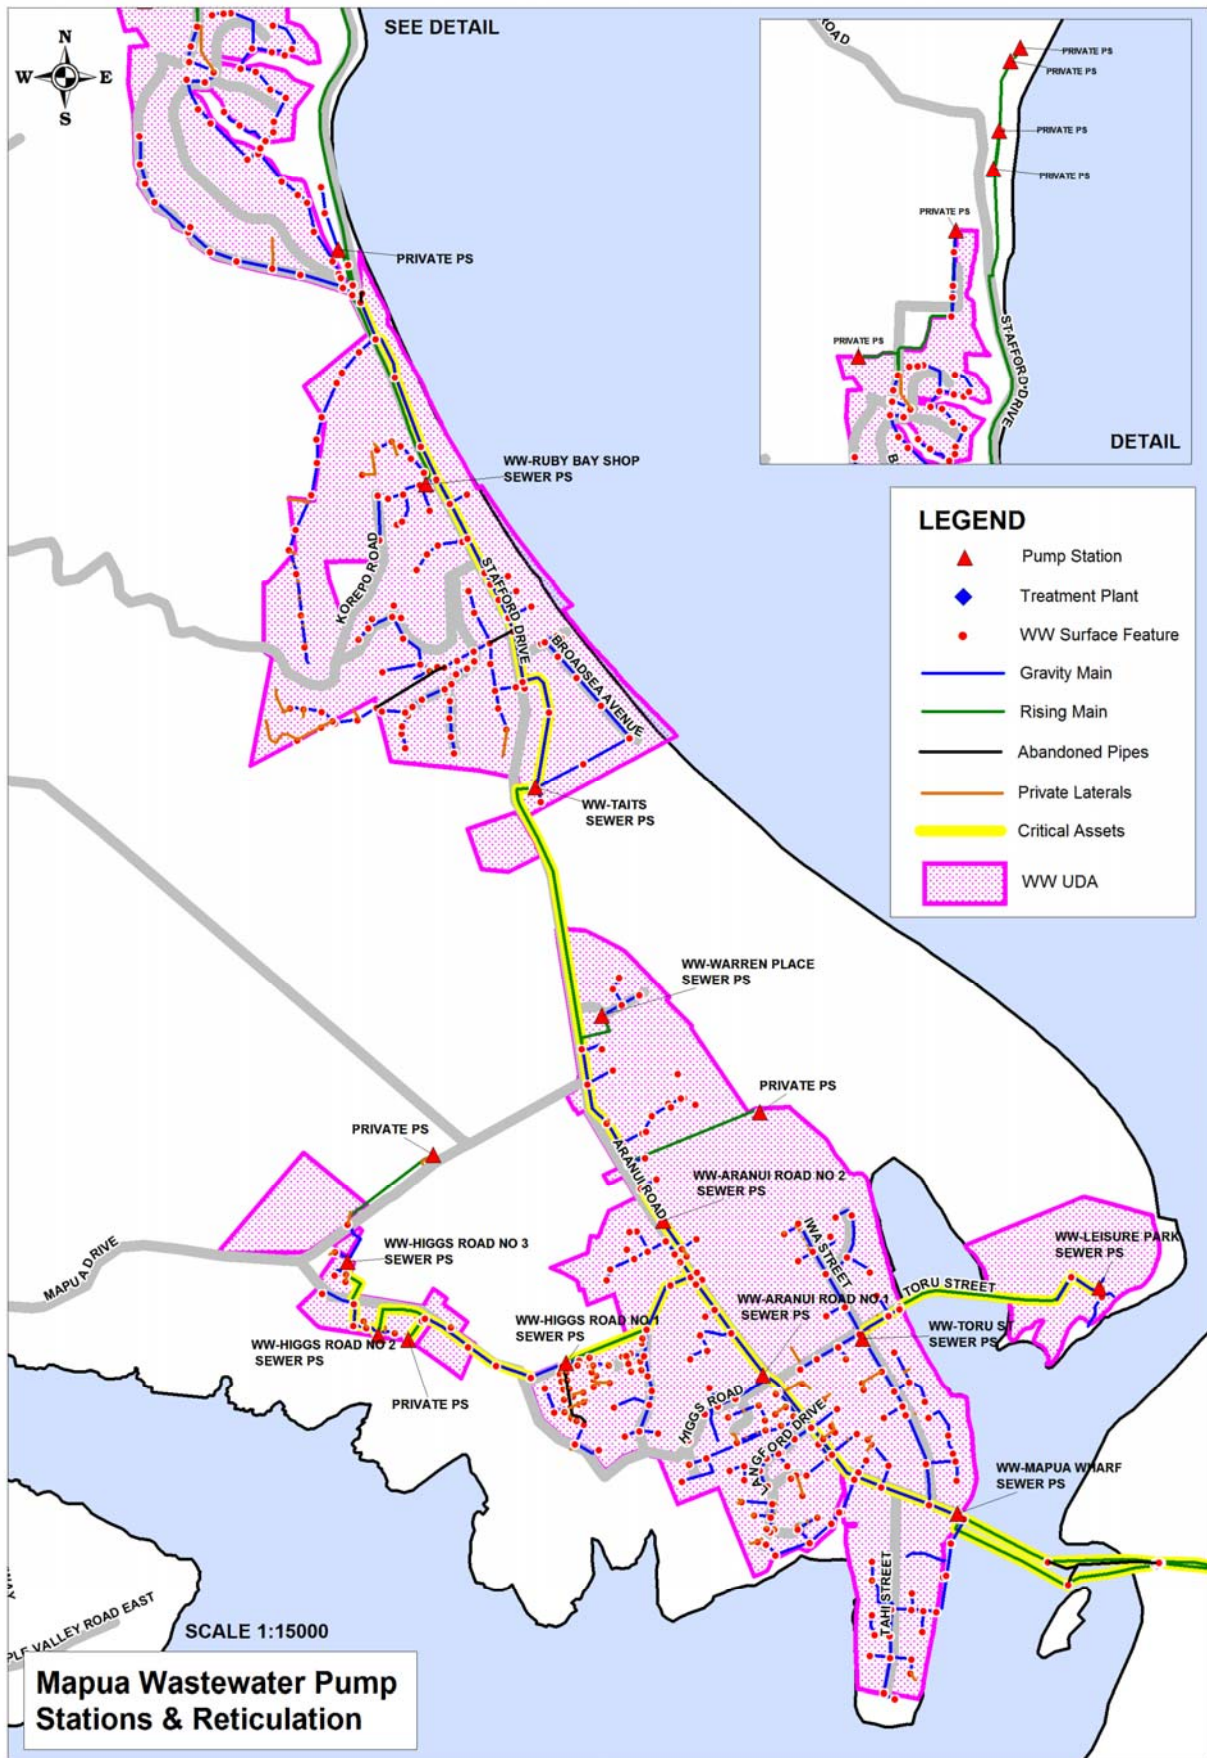 SEE DETAIL
N
W E
S
ROAD
PRIVATE PS
PRIVATE PS
PRIVATE PS
PRIVATE PS
PRIVATE PS
PRIVATE PS
STAFFORD DRIVE
B
DETAIL
PRIVATE PS
WW-RUBY BAY SHOP
SEWER PS
KOREPO ROAD
STAFFORD DRIVE
BROADSEA AVENUE
WW-TAITS
SEWER PS
LEGEND
Pump Station
Treatment Plant
WW Surface Feature
Gravity Main
Rising Main
Abandoned Pipes
Private Laterals
Critical Assets
WW UDA
WW-WARREN PLACE
SEWER PS
PRIVATE PS
PRIVATE PS
ARANUI ROAD
WW-ARANUI ROAD NO 2
SEWER PS
IWA STREET
WW-LEISURE PARK
SEWER PS
MAPUA DRIVE
WW-HIGGS ROAD NO 3
SEWER PS
TORU STREET
WW-ARANUI ROAD NO 1
SEWER PS
WW-HIGGS ROAD NO 1
SEWER PS
WW-TORU ST
SEWER PS
WW-HIGGS ROAD NO 2
SEWER PS
PRIVATE PS
HIGGS ROAD
LANGFORD DRIVE
WW-MAPUA WHARF
SEWER PS
TAHI STREET
WAY
PLE VALLEY ROAD EAST
SCALE 1:15000
Mapua Wastewater Pump
Stations & Reticulation